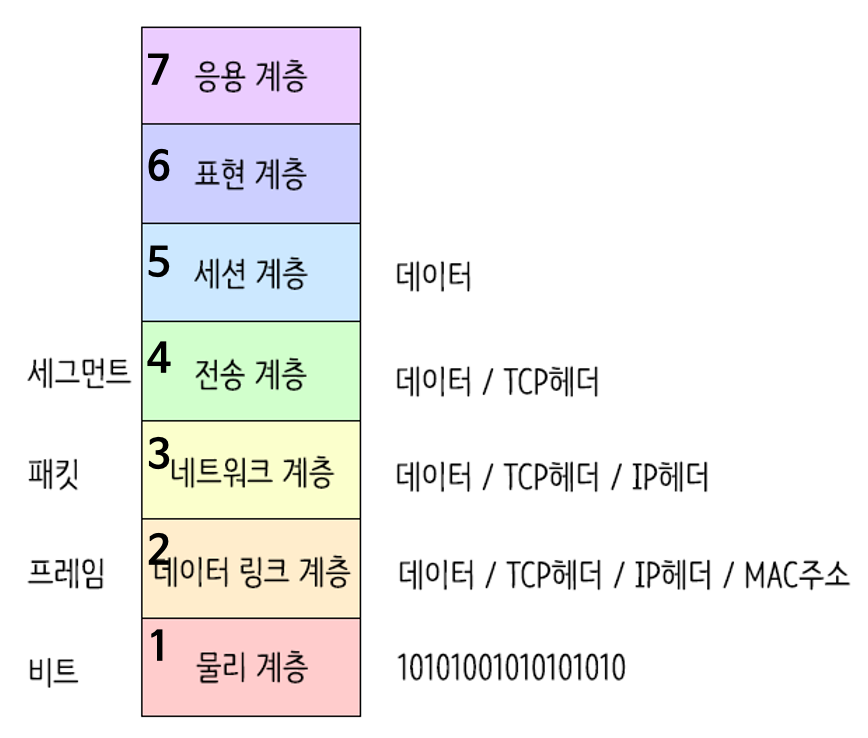 7 응용 계층
6 표현 계층
5 세션 계층 데이터
세그먼트 4 전송 계층 데이터 / TCP헤더
패킷 3 네트워크 계층 데이터 / TCP헤더 / IP헤더
프레임 2 데이터 링크 계층 데이터 / TCP헤더 / IP헤더 / MAC주소
비트 1 물리 계층 10101001010101010